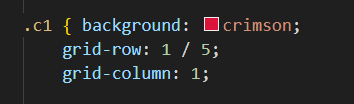 .c1 { background: crimson;
grid-row: 1 / 5;
grid-column: 1;